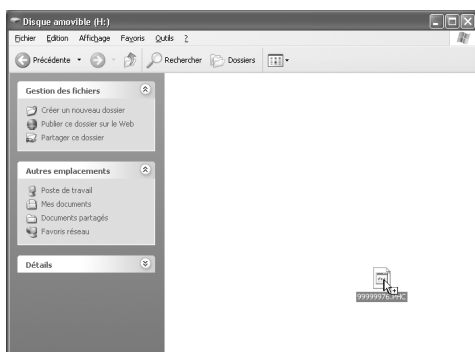 Disque amovible (H:)
Fichier Edition Affichage Favoris Outils ?
Précédente Rechercher Dossiers
Gestion des fichiers
Créer un nouveau dossier
Publier ce dossier sur le Web
Partager ce dossier
Autres emplacements
Poste de travail
Mes documents
Documents partagés
Favoris réseau
Détails